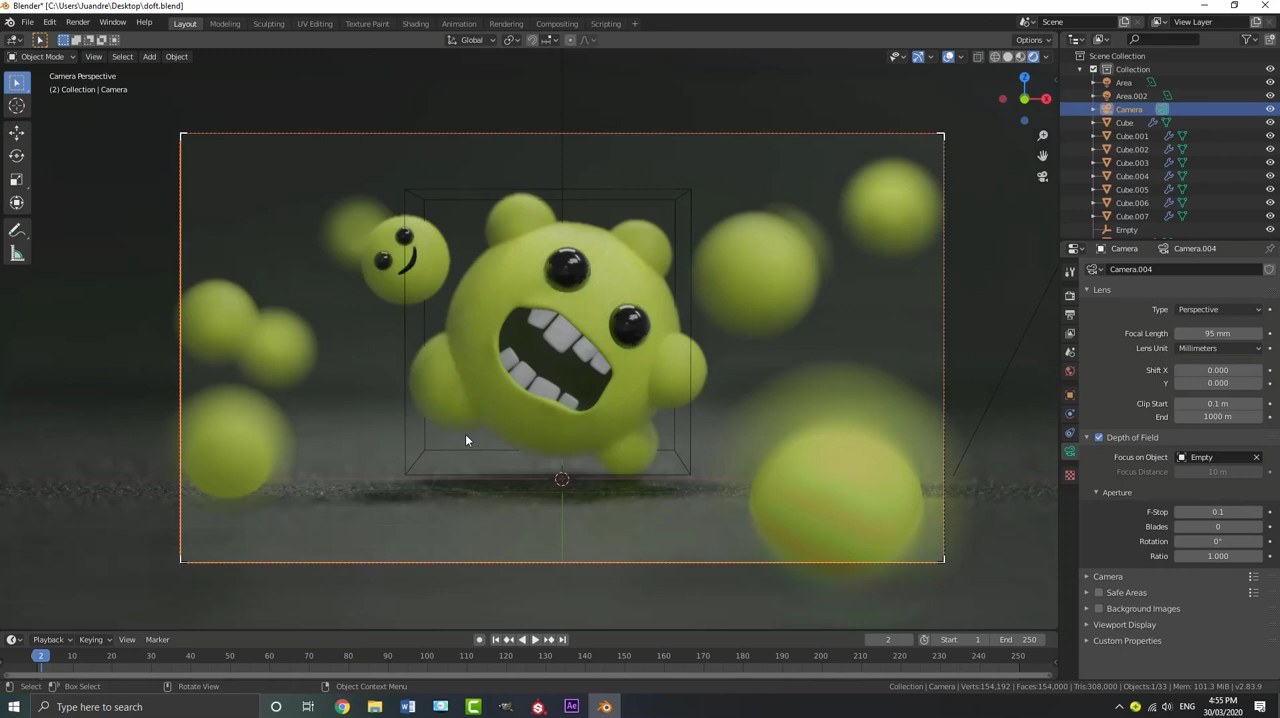 Blender* [C:\Users\Juandre\Desktop\doft.blend]
File Edit Render Window Help Layout Modeling Sculpting UV Editing Texture Paint Shading Animation Rendering Compositing Scripting Scene View Layer
Global Options
Object Mode View Select Add Object
Camera Perspective
(2) Collection | Camera
Z
X
Scene Collection
Collection
Area
Area.002
Camera
Cube
Cube.001
Cube.002
Cube.003
Cube.004
Cube.005
Cube.006
Cube.007
Empty
Camera Camera.004
Camera.004
Lens
Type Perspective
Focal Length 95 mm
Lens Unit Millimeters
Shift X 0.000
Y 0.000
Clip Start 0.1 m
End 1000 m
Depth of Field
Focus on Object Empty
Focus Distance 10 m
Aperture
F-Stop 0.1
Blades 0
Rotation 0°
Ratio 1.000
Camera
Safe Areas
Background Images
Viewport Display
Custom Properties
Playback Keying View Marker 2 Start 1 End 250
2 10 20 30 40 50 60 70 80 90 100 110 120 130 140 150 160 170 180 190 200 210 220 230 240 250
Select Box Select Rotate View Object Context Menu Collection | Camera | Verts:154,192 | Faces:154,000 | Tris:308,000 | Objects:1/33 | Mem: 101.3 MiB | v2.83.9
Type here to search
4:55 PM
30/03/2020